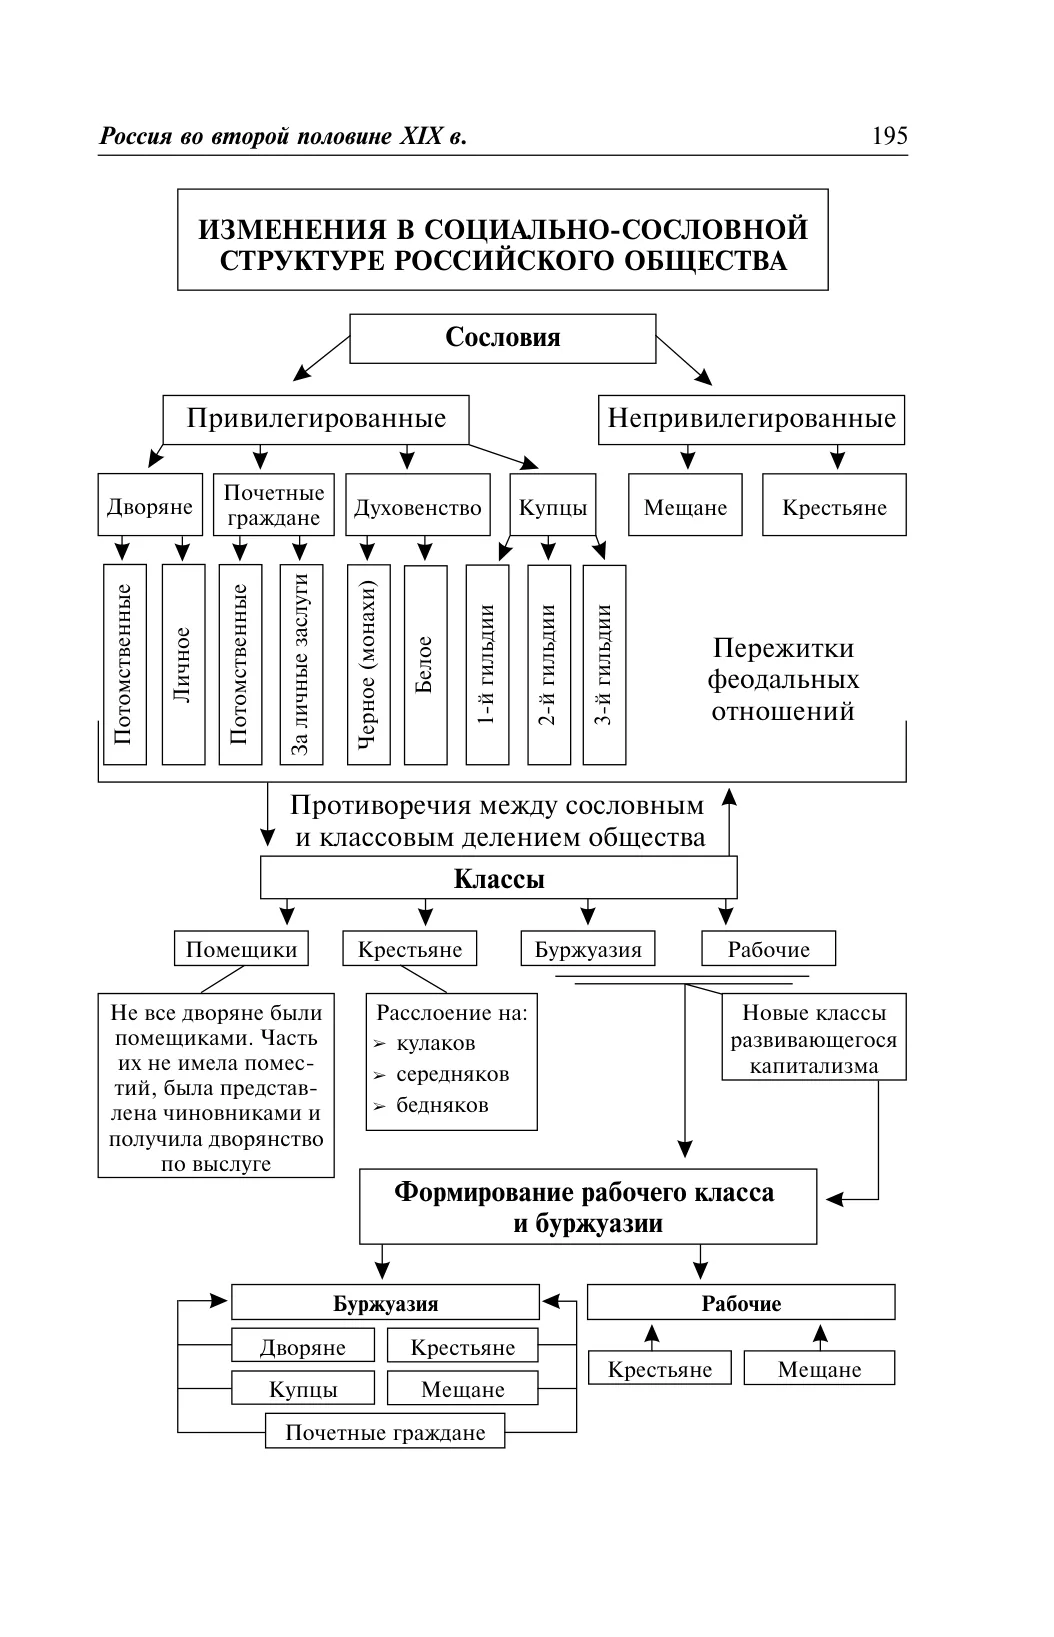 Россия во второй половине XIX в.
195
ИЗМЕНЕНИЯ В СОЦИАЛЬНО-СОСЛОВНОЙ
СТРУКТУРЕ РОССИЙСКОГО ОБЩЕСТВА
Сословия
Привилегированные
Непривилегированные
Дворяне
Почетные
граждане
Духовенство
Купцы
Мещане
Крестьяне
Потомственные
Личное
Потомственные
За личные заслуги
Черное (монахи)
Белое
1-й гильдии
2-й гильдии
3-й гильдии
Пережитки
феодальных
отношений
Противоречия между сословным
и классовым делением общества
Классы
Помещики
Крестьяне
Буржуазия
Рабочие
Не все дворяне были
помещиками. Часть
их не имела помес-
тий, была представ-
лена чиновниками и
получила дворянство
по выслуге
Расслоение на:
➢ кулаков
➢ середняков
➢ бедняков
Новые классы
развивающегося
капитализма
Формирование рабочего класса
и буржуазии
Буржуазия
Рабочие
Дворяне
Крестьяне
Купцы
Мещане
Почетные граждане
Крестьяне
Мещане